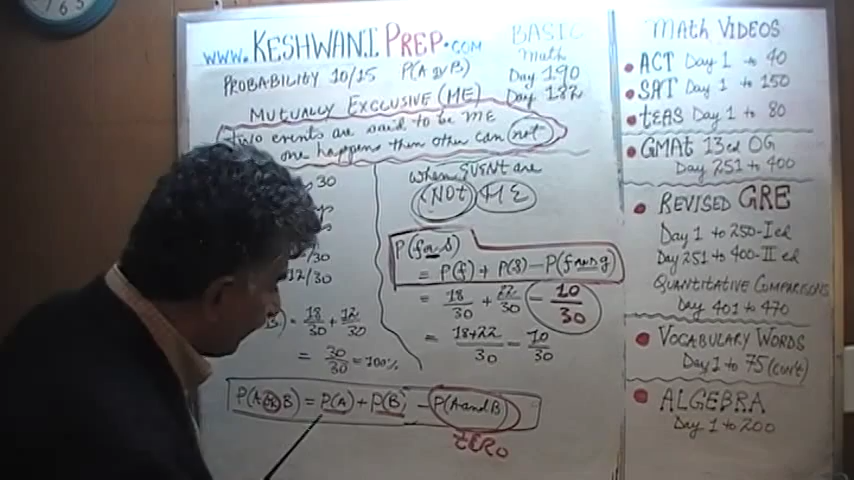 www.KESHWANI PREP.com
PROBABILITY 10/15 P(A or B)
BASIC
Math
Day 190
Day 182
MUTUALLY EXCLUSIVE (ME)
Two events are said to be ME
one happens then other can not
30
/30
12/30
= 18/30 + 12/30
= 30/30 = 100%
When EVENT are
NOT ME
P(f or s)
= P(f) + P(s) - P(f and g
= 18/30 + 22/30 - 10/30
= 18+22/30 - 10/30
P(A or B) = P(A) + P(B) - P(A and B)
ZERO
Math VIDEOS
ACT Day 1 to 40
SAT Day 1 to 150
tEAS Day 1 to 80
GMAt 13ed OG
Day 251 to 400
REVISED GRE
Day 1 to 250-I ed
Day 251 to 400-II ed
QUANTITATIVE COMPARISONS
Day 401 to 470
VOCABULARY WORDS
Day 1 to 75 (cont)
ALGEBRA
Day 1 to 200